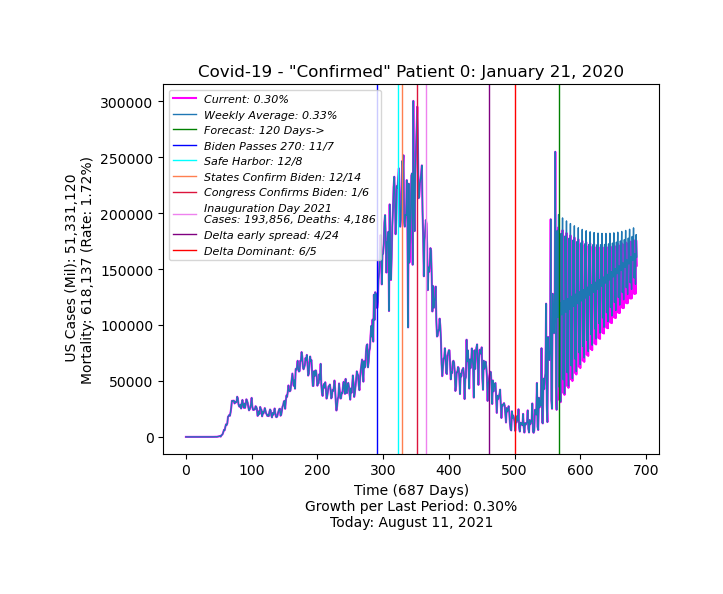 Covid-19 - "Confirmed" Patient 0: January 21, 2020
Current: 0.30%
Weekly Average: 0.33%
Forecast: 120 Days->
Biden Passes 270: 11/7
Safe Harbor: 12/8
States Confirm Biden: 12/14
Congress Confirms Biden: 1/6
Inauguration Day 2021
Cases: 193,856, Deaths: 4,186
Delta early spread: 4/24
Delta Dominant: 6/5
US Cases (Mil): 51,331,120
Mortality: 618,137 (Rate: 1.72%)
300000
250000
200000
150000
100000
50000
0
0 100 200 300 400 500 600 700
Time (687 Days)
Growth per Last Period: 0.30%
Today: August 11, 2021